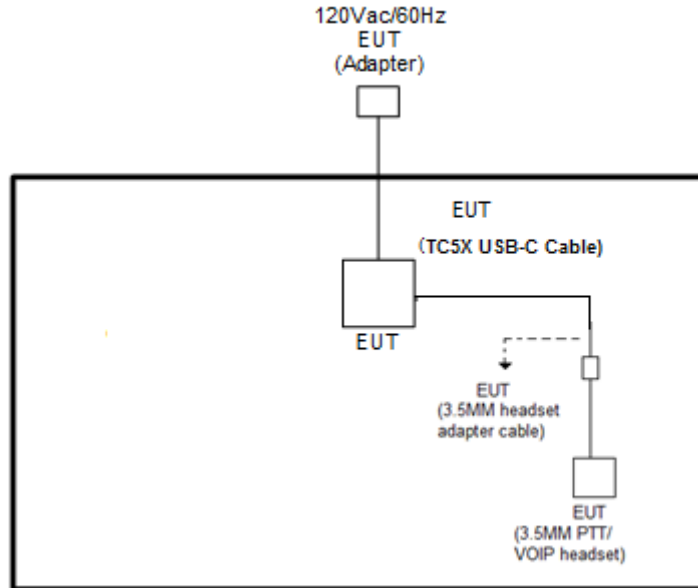 120Vac/60Hz
EUT
(Adapter)
EUT
(TC5X USB-C Cable)
EUT
EUT
(3.5MM headset
adapter cable)
EUT
(3.5MM PTT/
VOIP headset)